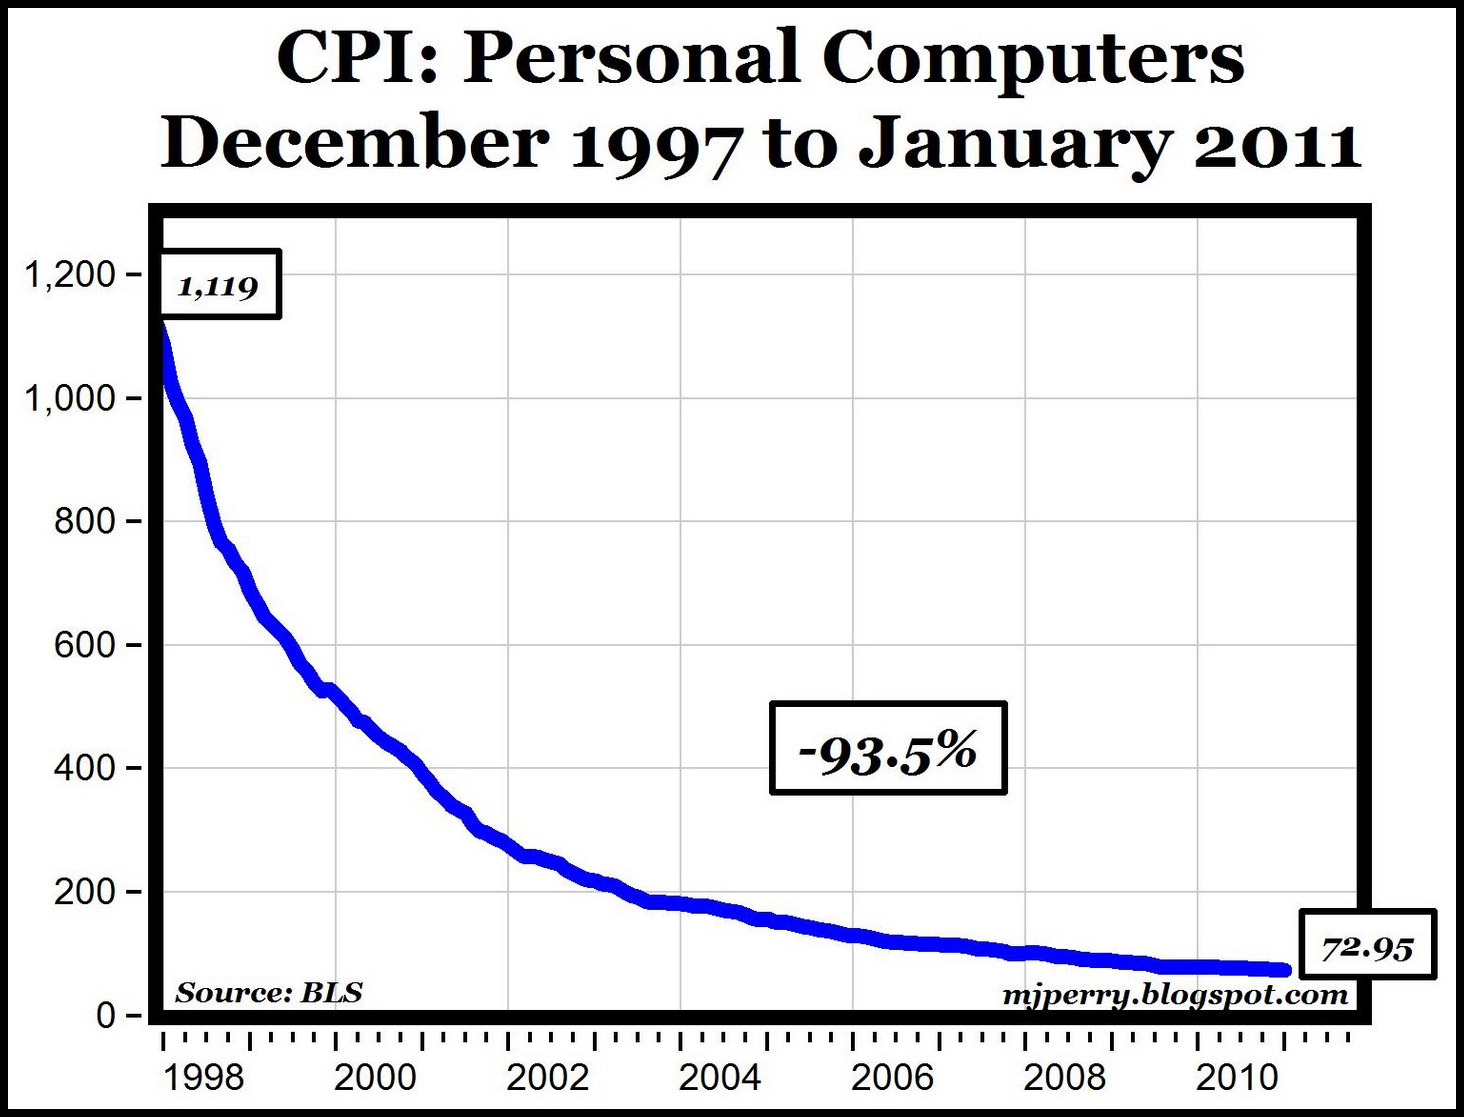 CPI: Personal Computers
December 1997 to January 2011
1,200
1,119
1,000
800
600
-93.5%
400
200
72.95
Source: BLS
mjperry.blogspot.com
0
1998 2000 2002 2004 2006 2008 2010